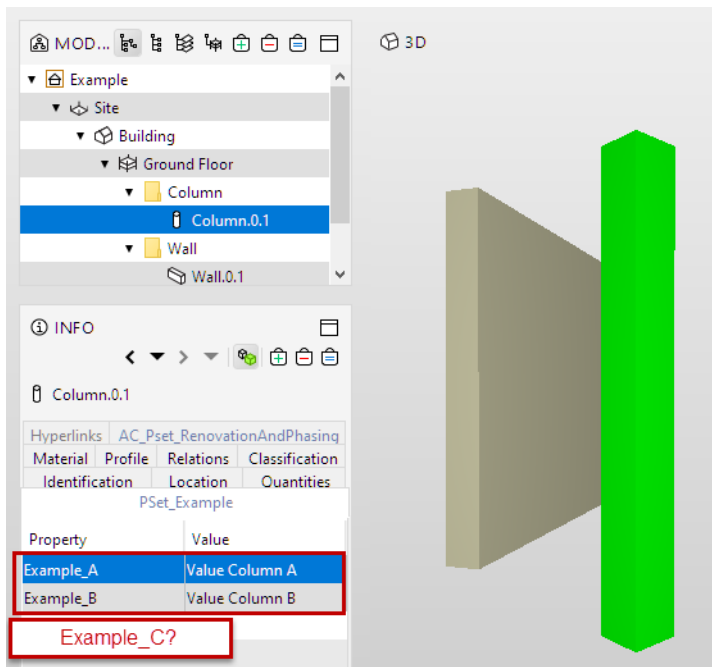 MOD...
3D
Example
Site
Building
Ground Floor
Column
Column.0.1
Wall
Wall.0.1
INFO
Column.0.1
Hyperlinks AC_Pset_RenovationAndPhasing
Material Profile Relations Classification
Identification Location Quantities
PSet_Example
Property Value
Example_A Value Column A
Example_B Value Column B
Example_C?